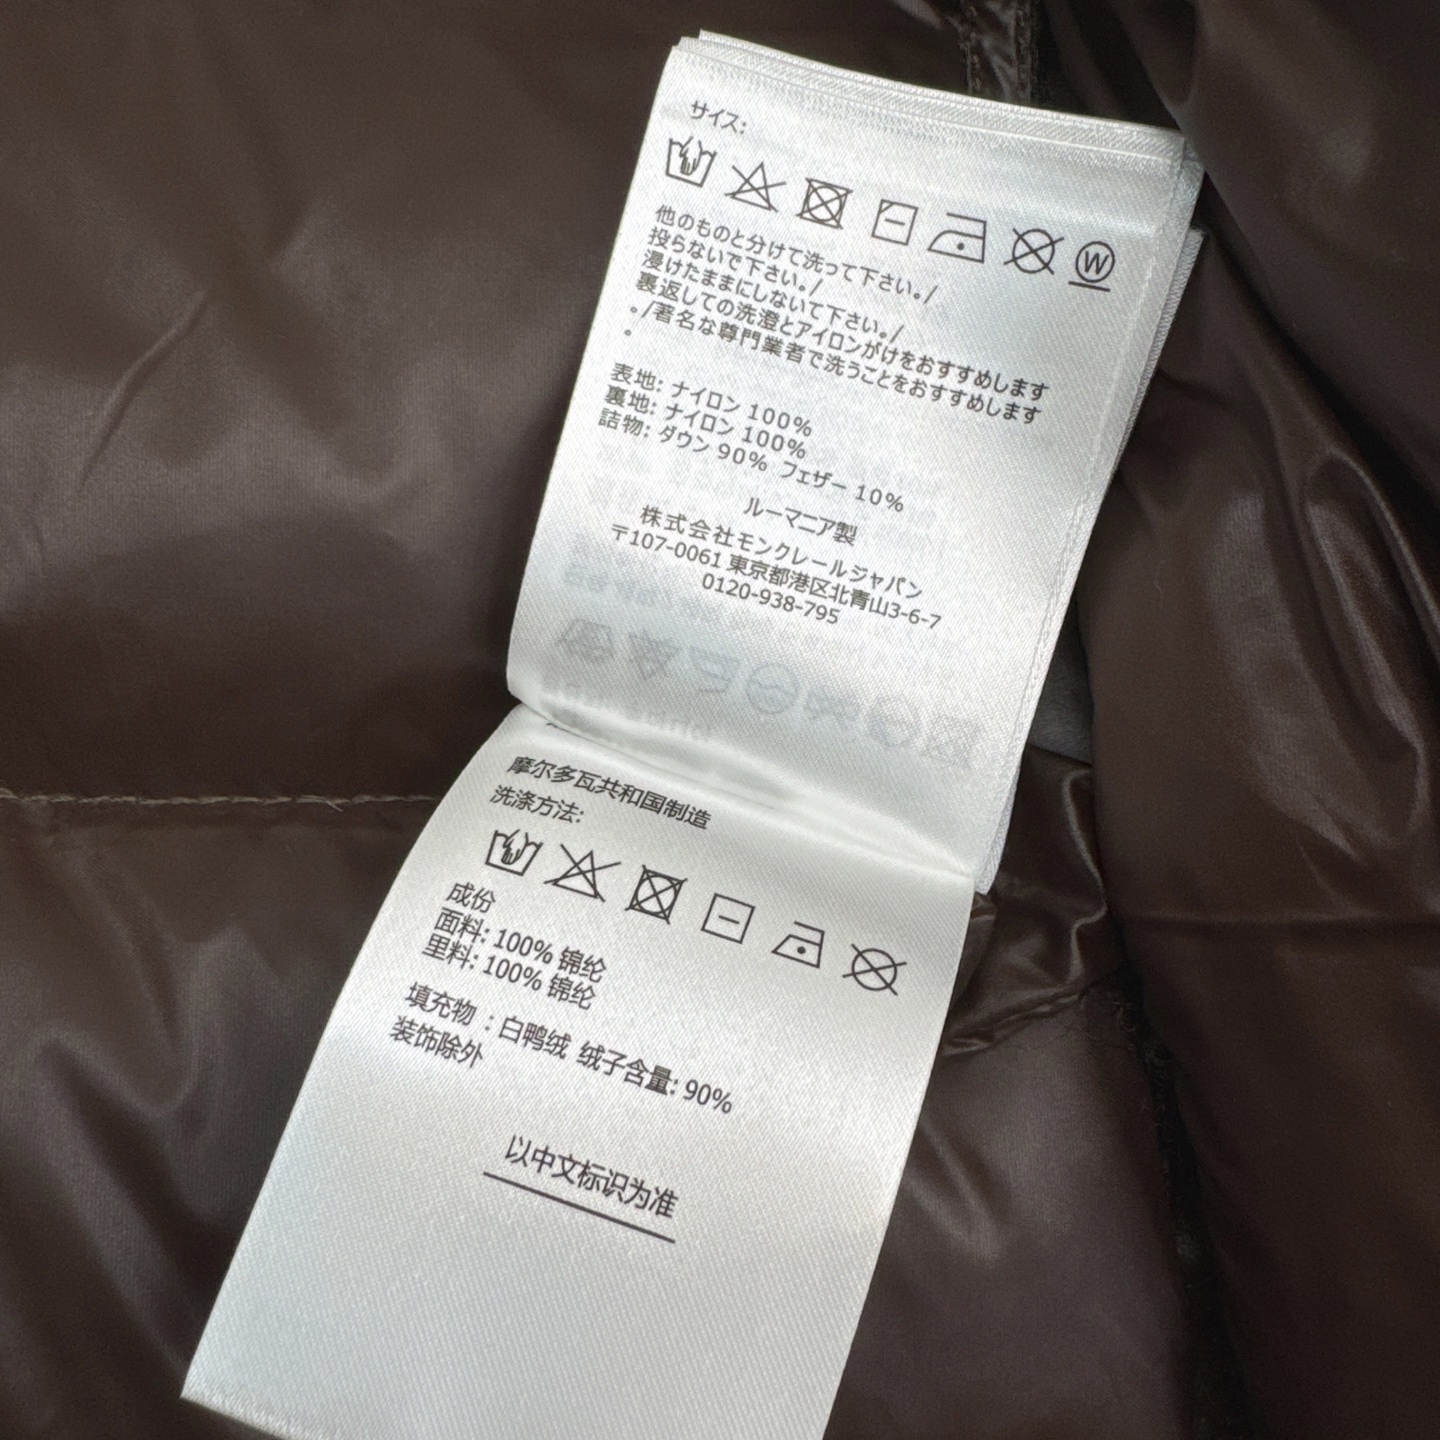 サイズ:
W
他のものと分けて洗って下さい。/
投らないで下さい。/
浸けたままにしないて下さい。/
裏返しての洗澄とアイロンがけをおすすめします
。/著名な尊門業者で洗うことをおすすめします
。
表地: ナイロン 100%
裏地: ナイロン 100%
詰物: ダウン 90% フェザー 10%
ルーマニア製
株式会社モンクレールジャパン
〒107-0061 東京都港区北青山3-6-7
0120-938-795
摩尔多瓦共和国制造
洗涤方法:
成份
面料: 100% 锦纶
里料: 100% 锦纶
填充物 : 白鸭绒 绒子含量: 90%
装饰除外
以中文标识为准